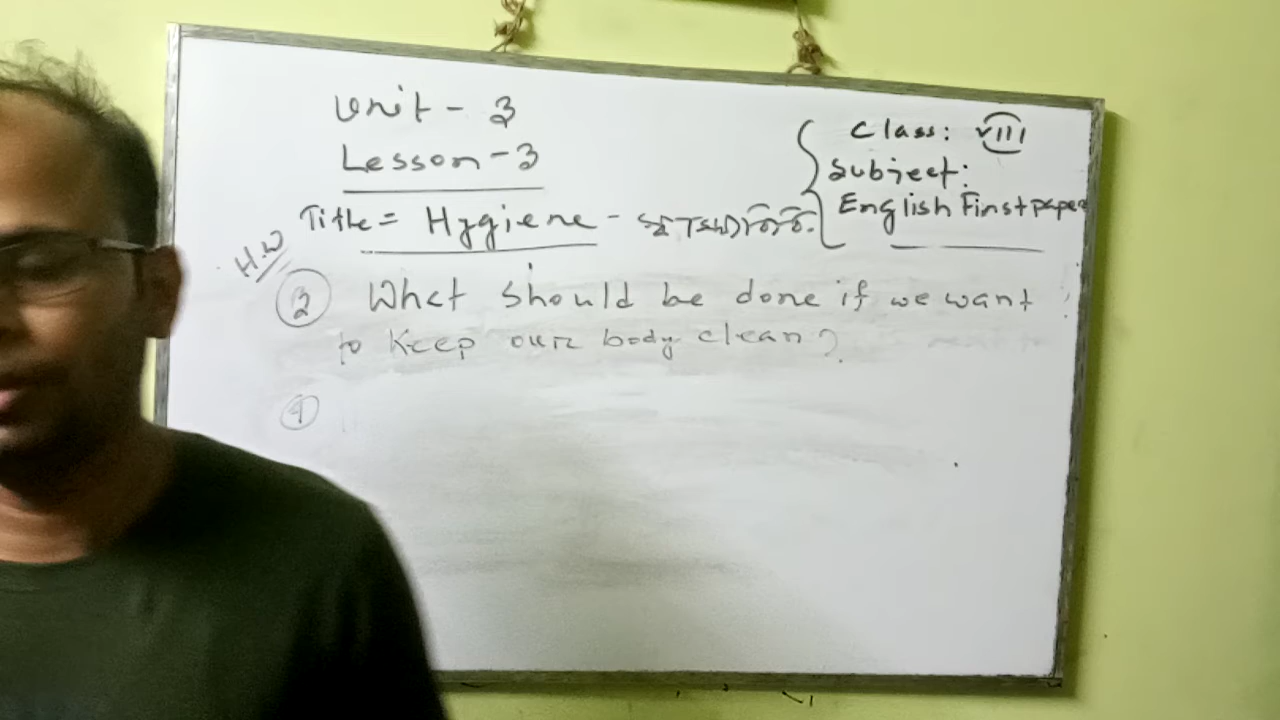 Unit - 3
Lesson - 3
Title = Hygiene - স্বাস্থ্যবিধি.
Class: VIII
Subject:
English First paper
H.W
3 What should be done if we want
to keep our body clean?
4